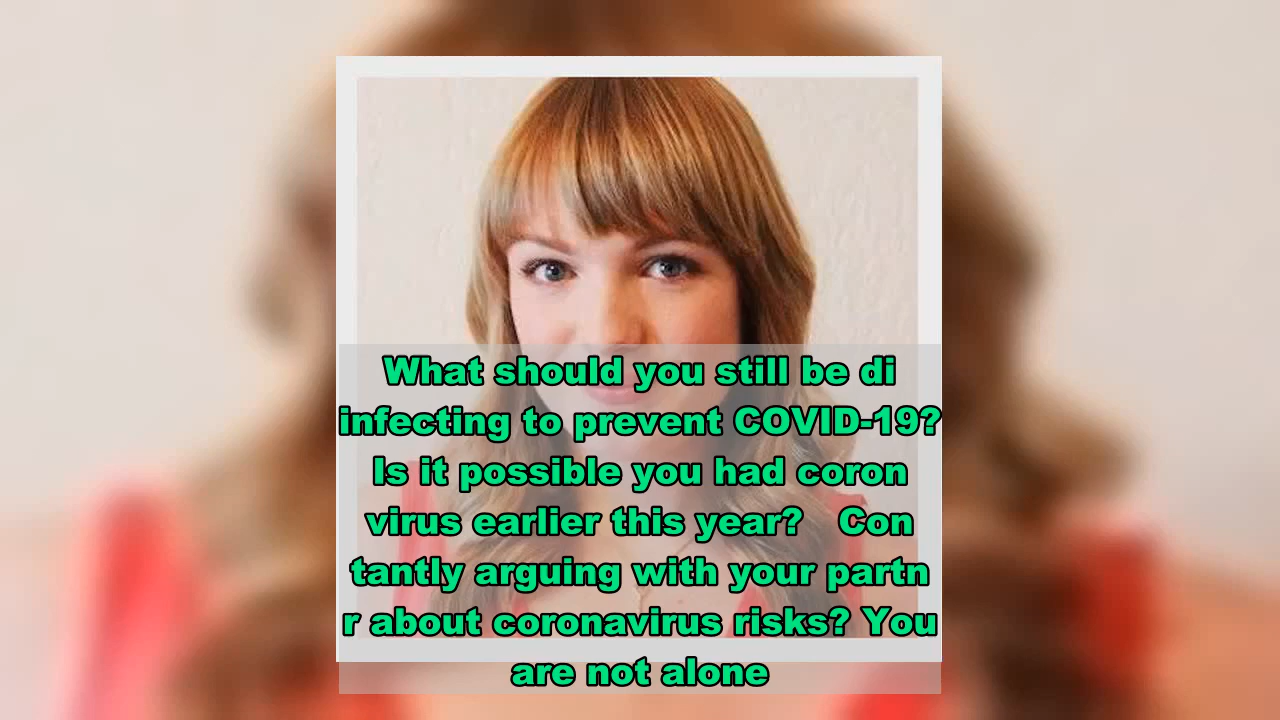 What should you still be di
infecting to prevent COVID-19?
Is it possible you had coron
virus earlier this year?   Con
tantly arguing with your partn
r about coronavirus risks? You
are not alone